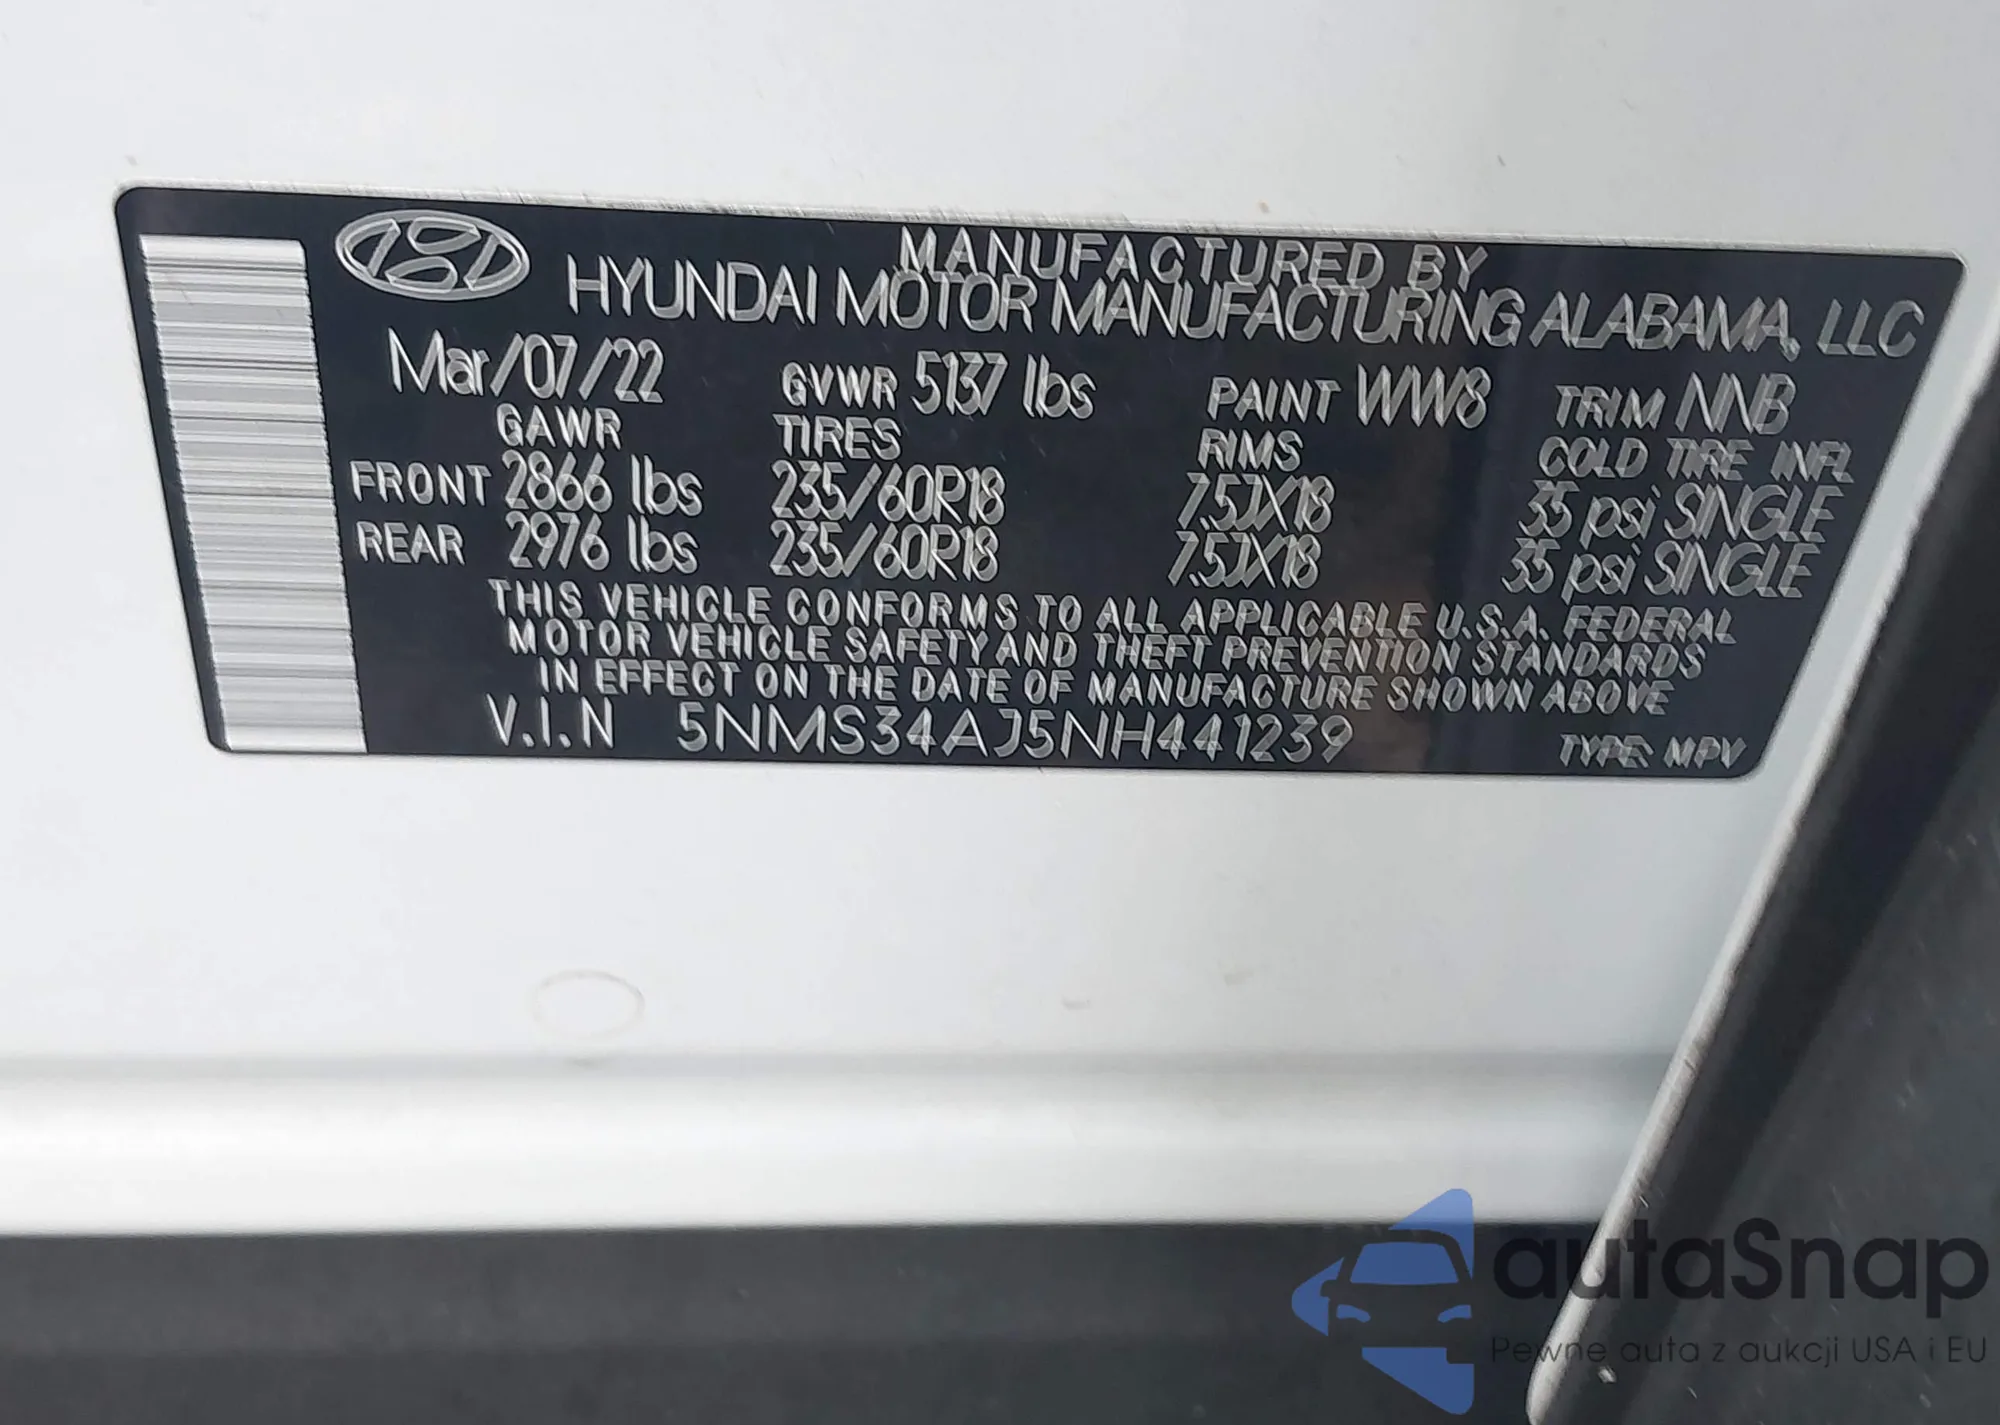 MANUFACTURED BY
HYUNDAI MOTOR MANUFACTURING ALABAMA, LLC
Mar/07/22 GVWR 5137 lbs PAINT WW8 TRIM NNB
GAWR TIRES RIMS COLD TIRE INFL
FRONT 2866 lbs 235/60R18 7.5JX18 35 psi SINGLE
REAR 2976 lbs 235/60R18 7.5JX18 35 psi SINGLE
THIS VEHICLE CONFORMS TO ALL APPLICABLE U.S.A. FEDERAL
MOTOR VEHICLE SAFETY AND THEFT PREVENTION STANDARDS
IN EFFECT ON THE DATE OF MANUFACTURE SHOWN ABOVE
V.I.N 5NMS34AJ5NH441239 TYPE: MPV
autaSnap
Pewne auta z aukcji USA i EU